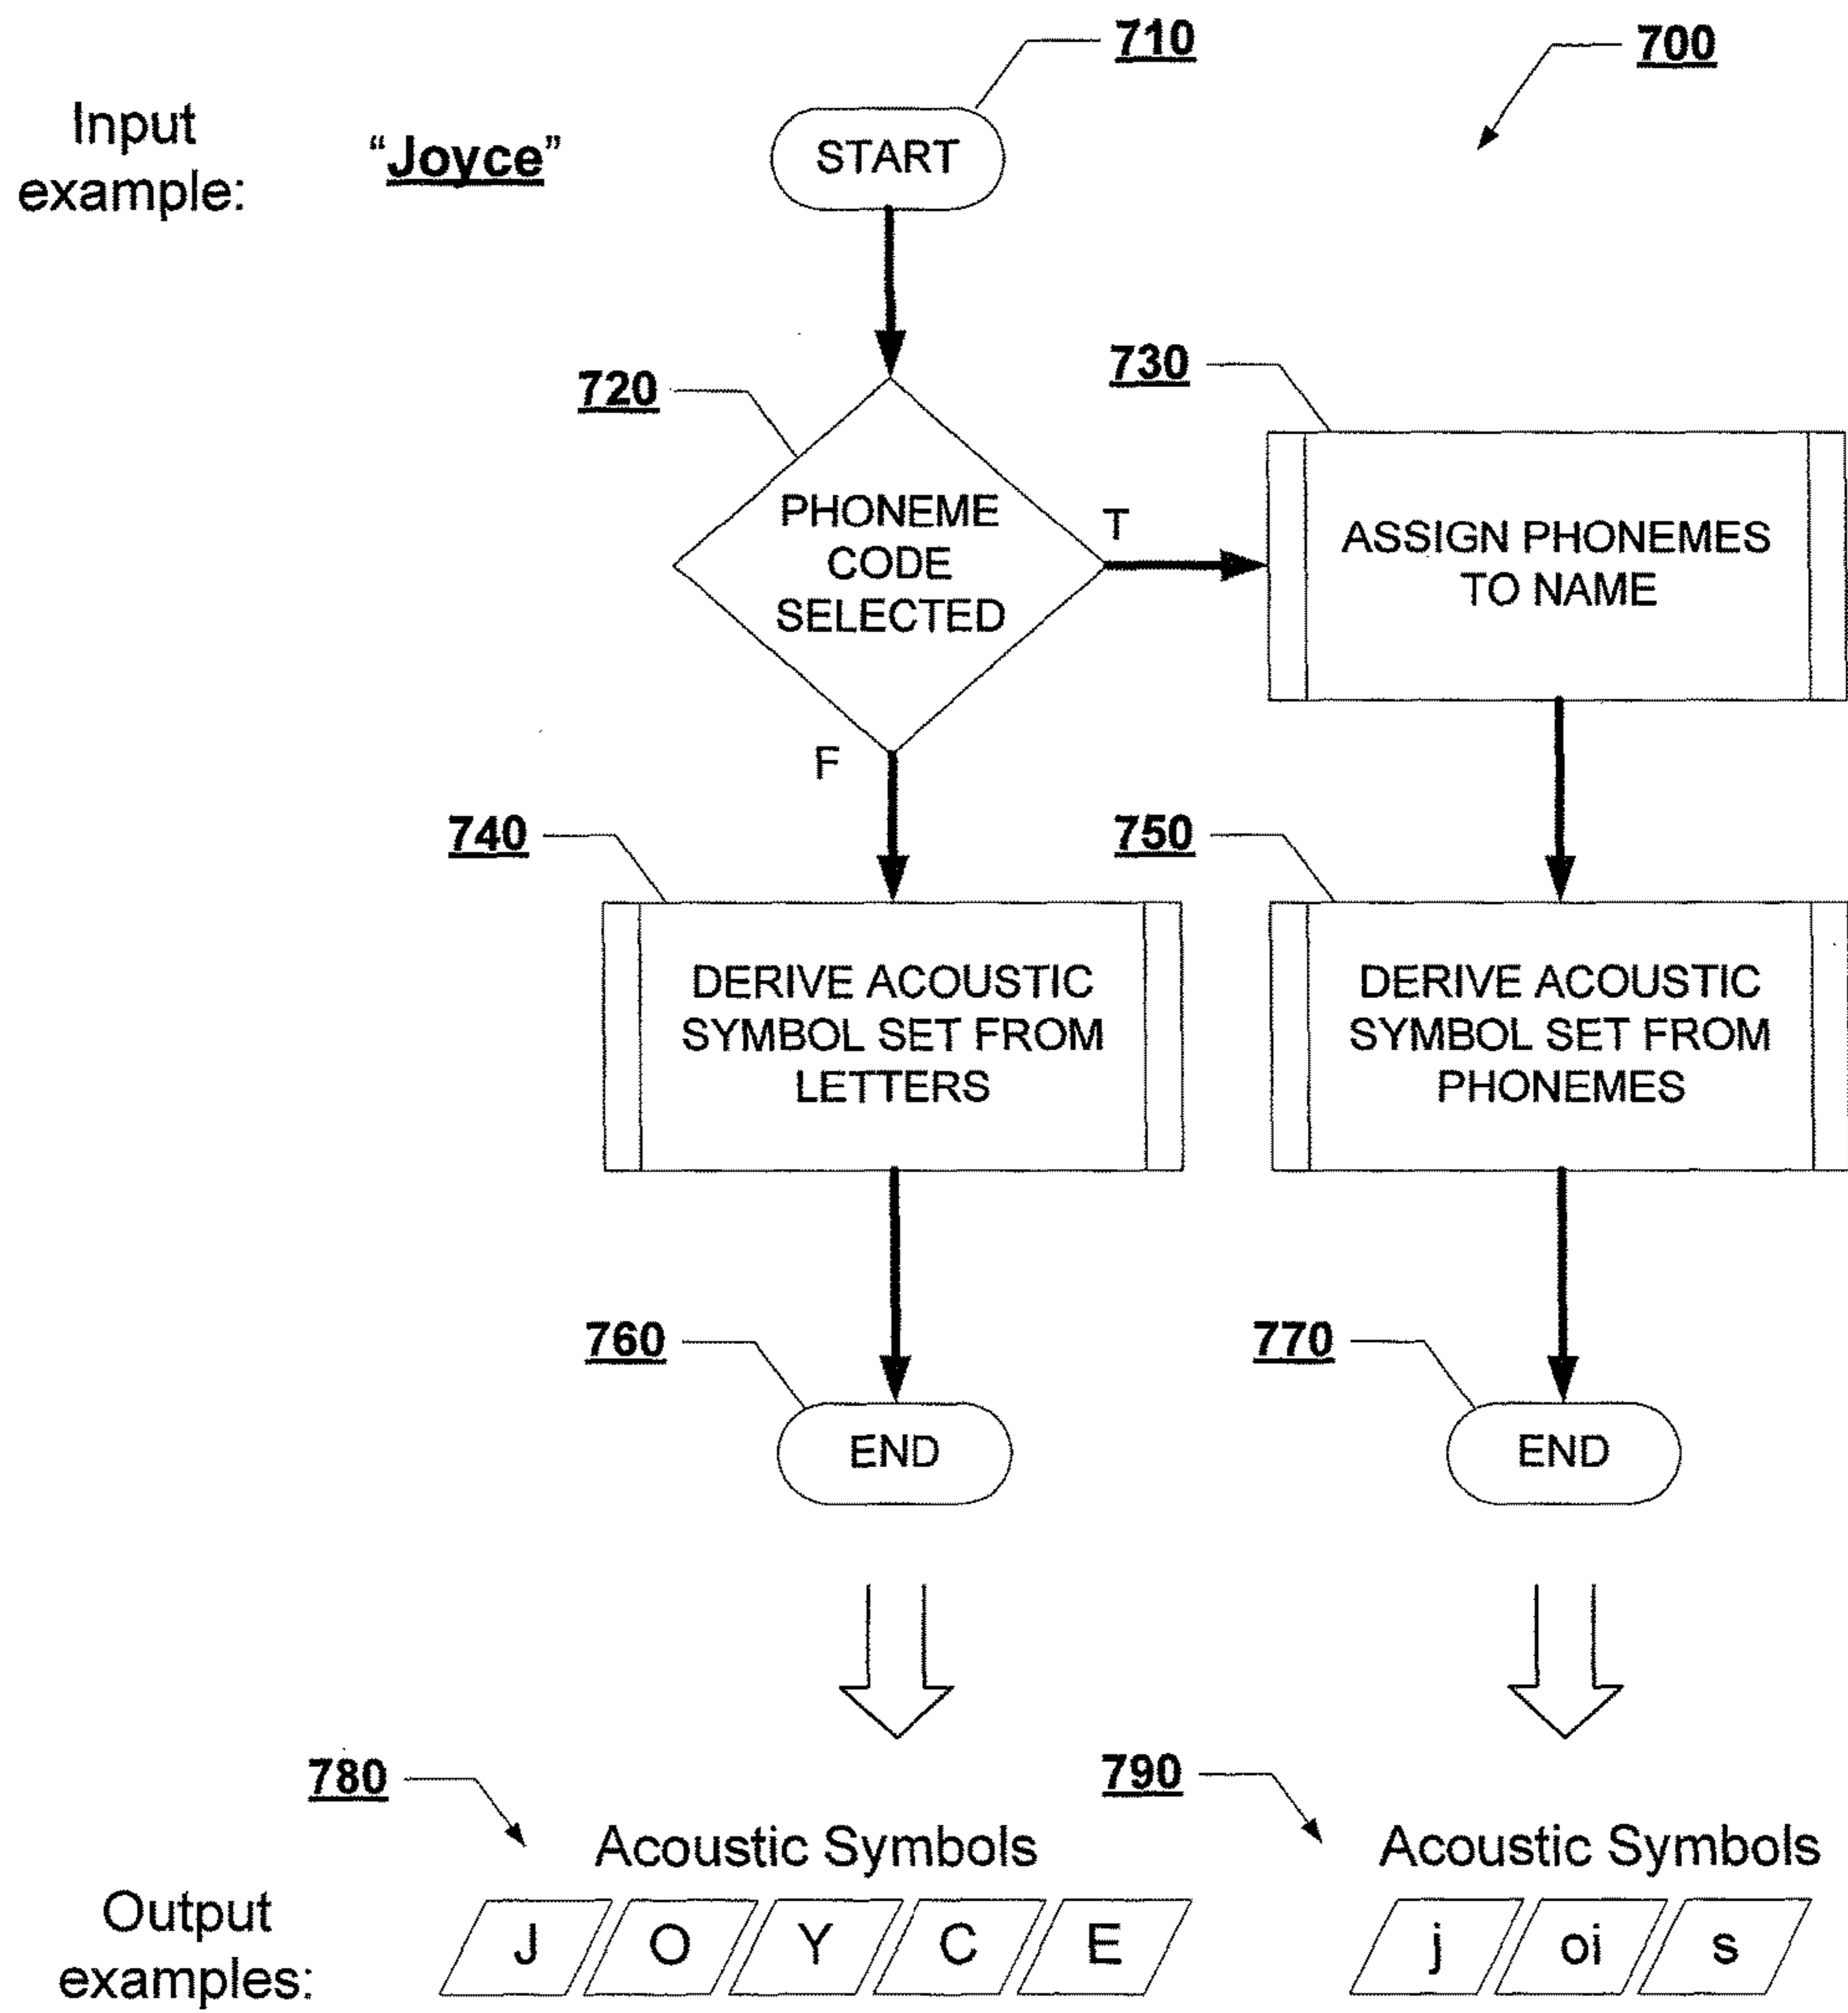 710
700
Input
example:
“Joyce”
START
720
730
PHONEME
CODE
SELECTED
T
ASSIGN PHONEMES
TO NAME
F
740
750
DERIVE ACOUSTIC
SYMBOL SET FROM
LETTERS
DERIVE ACOUSTIC
SYMBOL SET FROM
PHONEMES
760
770
END
END
780
790
Acoustic Symbols
Acoustic Symbols
Output
examples:
J O Y C E
j oi s